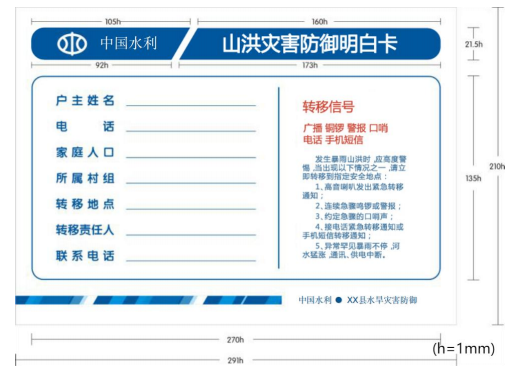 105h 160h
中国水利 山洪灾害防御明白卡
21.5h
92h 173h
户主姓名
电 话
家庭人口
所属村组
转移地点
转移责任人
联系电话
转移信号
广播 铜锣 警报 口哨
电话 手机短信
发生暴雨山洪时,应高度警
惕,当出现以下情况之一,请立
即转移到指定安全地点:
1、高音喇叭发出紧急转移
通知;
2、连续急骤鸣锣或警报;
3、约定急骤的口哨声;
4、接电话紧急转移通知或
手机短信转移通知;
5、异常罕见暴雨不停,河
水猛涨,通讯、供电中断。
135h
210h
中国水利 ● XX县水旱灾害防御
270h
291h
(h=1mm)